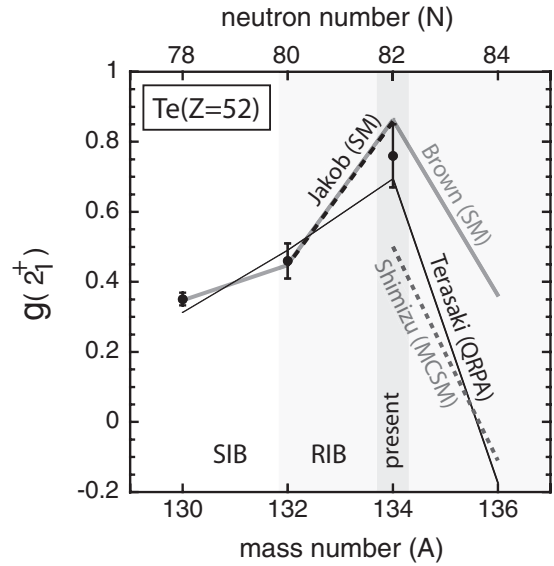 neutron number (N)
78 80 82 84
1
0.8
0.6
0.4
0.2
0
-0.2
g(2₁⁺)
Te(Z=52)
Jakob (SM)
Brown (SM)
Terasaki (QRPA)
Shimizu (MCSM)
SIB
RIB
present
130 132 134 136
mass number (A)